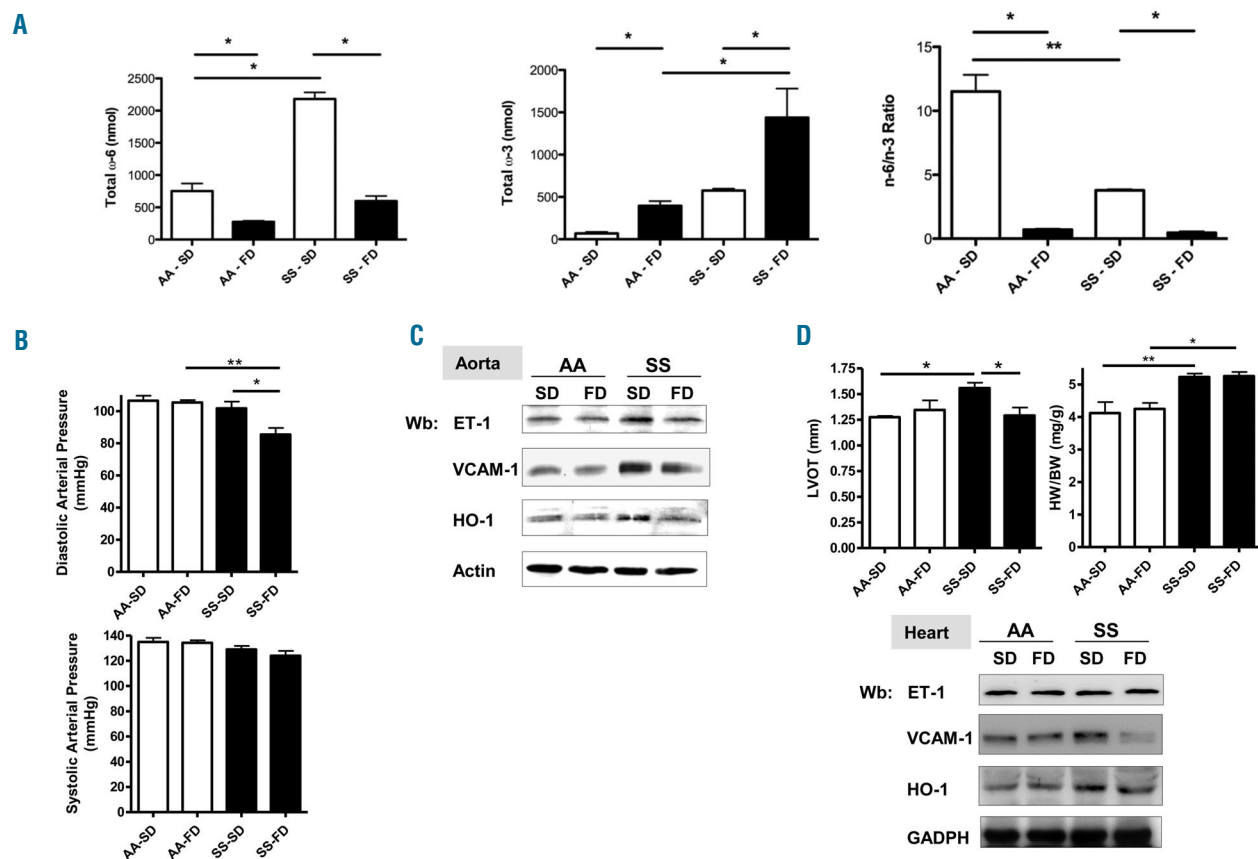 A
* *
*
Total ω-6 (nmol)
2500
2000
1500
1000
500
0
AA - SD
AA - FD
SS - SD
SS - FD
* *
*
Total ω-3 (nmol)
2000
1500
1000
500
0
AA - SD
AA - FD
SS - SD
SS - FD
* *
**
n-6/n-3 Ratio
15
10
5
0
AA - SD
AA - FD
SS - SD
SS - FD
B
**
*
Diastolic Arterial Pressure
(mmHg)
100
80
60
40
20
0
AA-SD
AA-FD
SS-SD
SS-FD
Systolic Arterial Pressure
(mmHg)
140
120
100
80
60
40
20
0
AA-SD
AA-FD
SS-SD
SS-FD
C
Aorta AA SS
SD FD SD FD
Wb: ET-1
VCAM-1
HO-1
Actin
D
* *
LVOT (mm)
1.75
1.50
1.25
1.00
0.75
0.50
0.25
0.00
AA-SD
AA-FD
SS-SD
SS-FD
*
**
HW/BW (mg/g)
5
4
3
2
1
0
AA-SD
AA-FD
SS-SD
SS-FD
Heart AA SS
SD FD SD FD
Wb: ET-1
VCAM-1
HO-1
GADPH